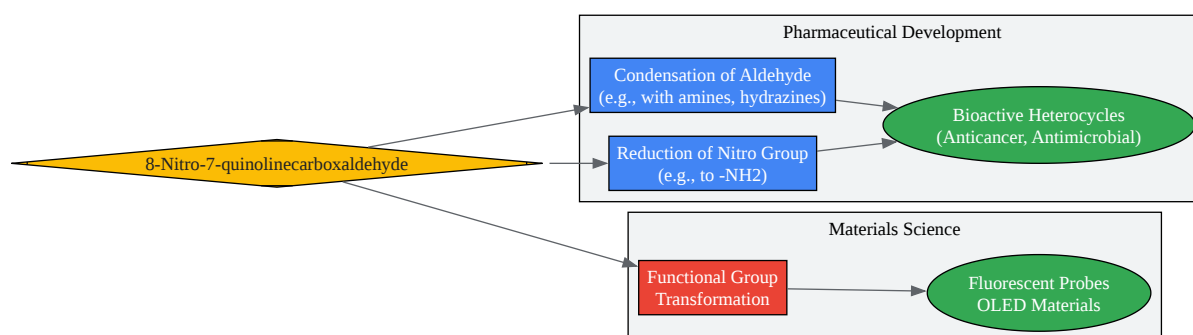 Pharmaceutical Development
Condensation of Aldehyde
(e.g., with amines, hydrazines)
Bioactive Heterocycles
(Anticancer, Antimicrobial)
8-Nitro-7-quinolinecarboxaldehyde
Reduction of Nitro Group
(e.g., to -NH2)
Materials Science
Functional Group
Transformation
Fluorescent Probes
OLED Materials